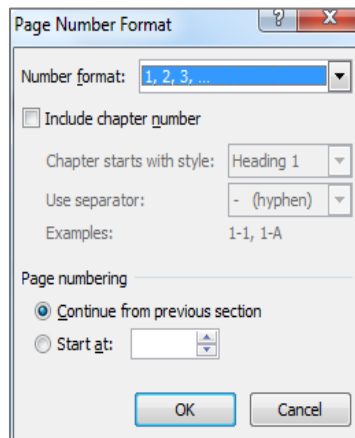 Page Number Format
Number format: 1, 2, 3, ...
Include chapter number
Chapter starts with style: Heading 1
Use separator: - (hyphen)
Examples: 1-1, 1-A
Page numbering
Continue from previous section
Start at:
OK Cancel